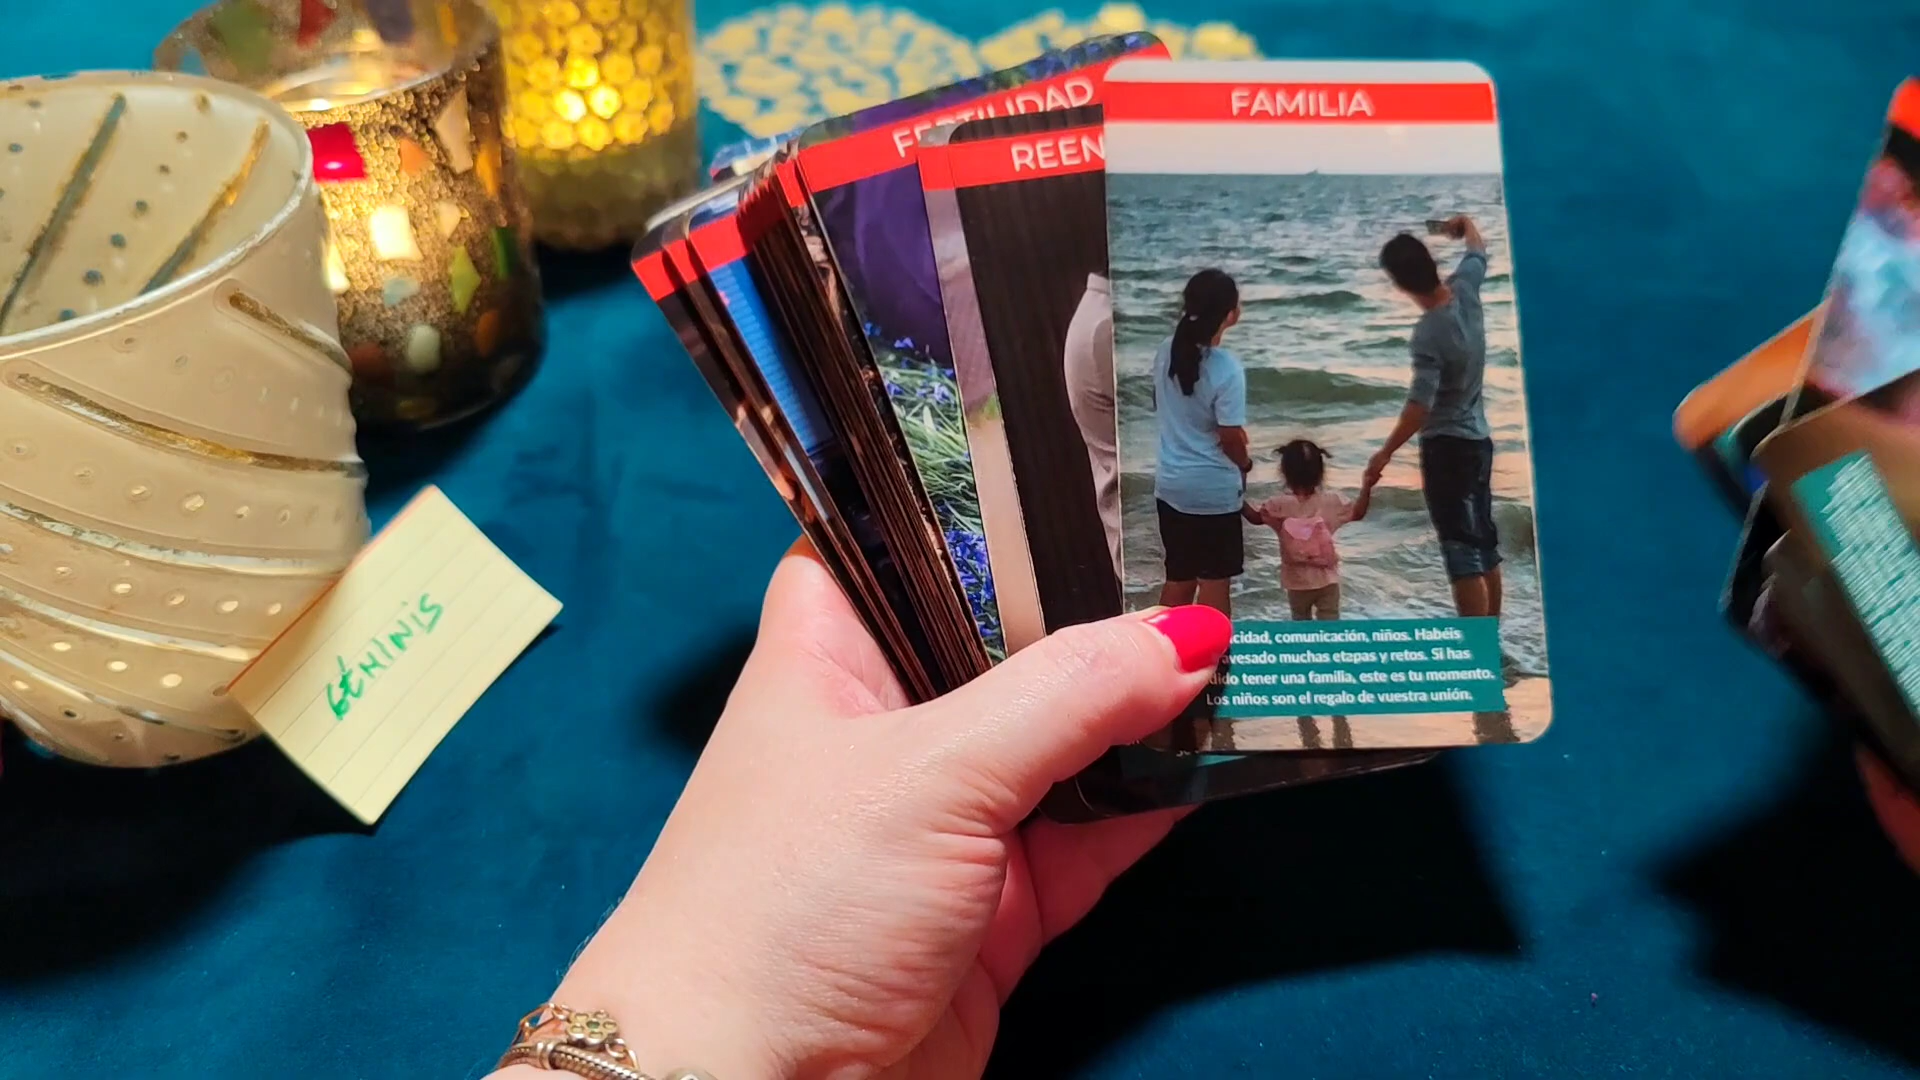 FERTILIDAD
FAMILIA
REEN
cidad, comunicación, niños. Habéis
avesado muchas etapas y retos. Si has
dido tener una familia, este es tu momento.
Los niños son el regalo de vuestra unión.
GÉMINIS